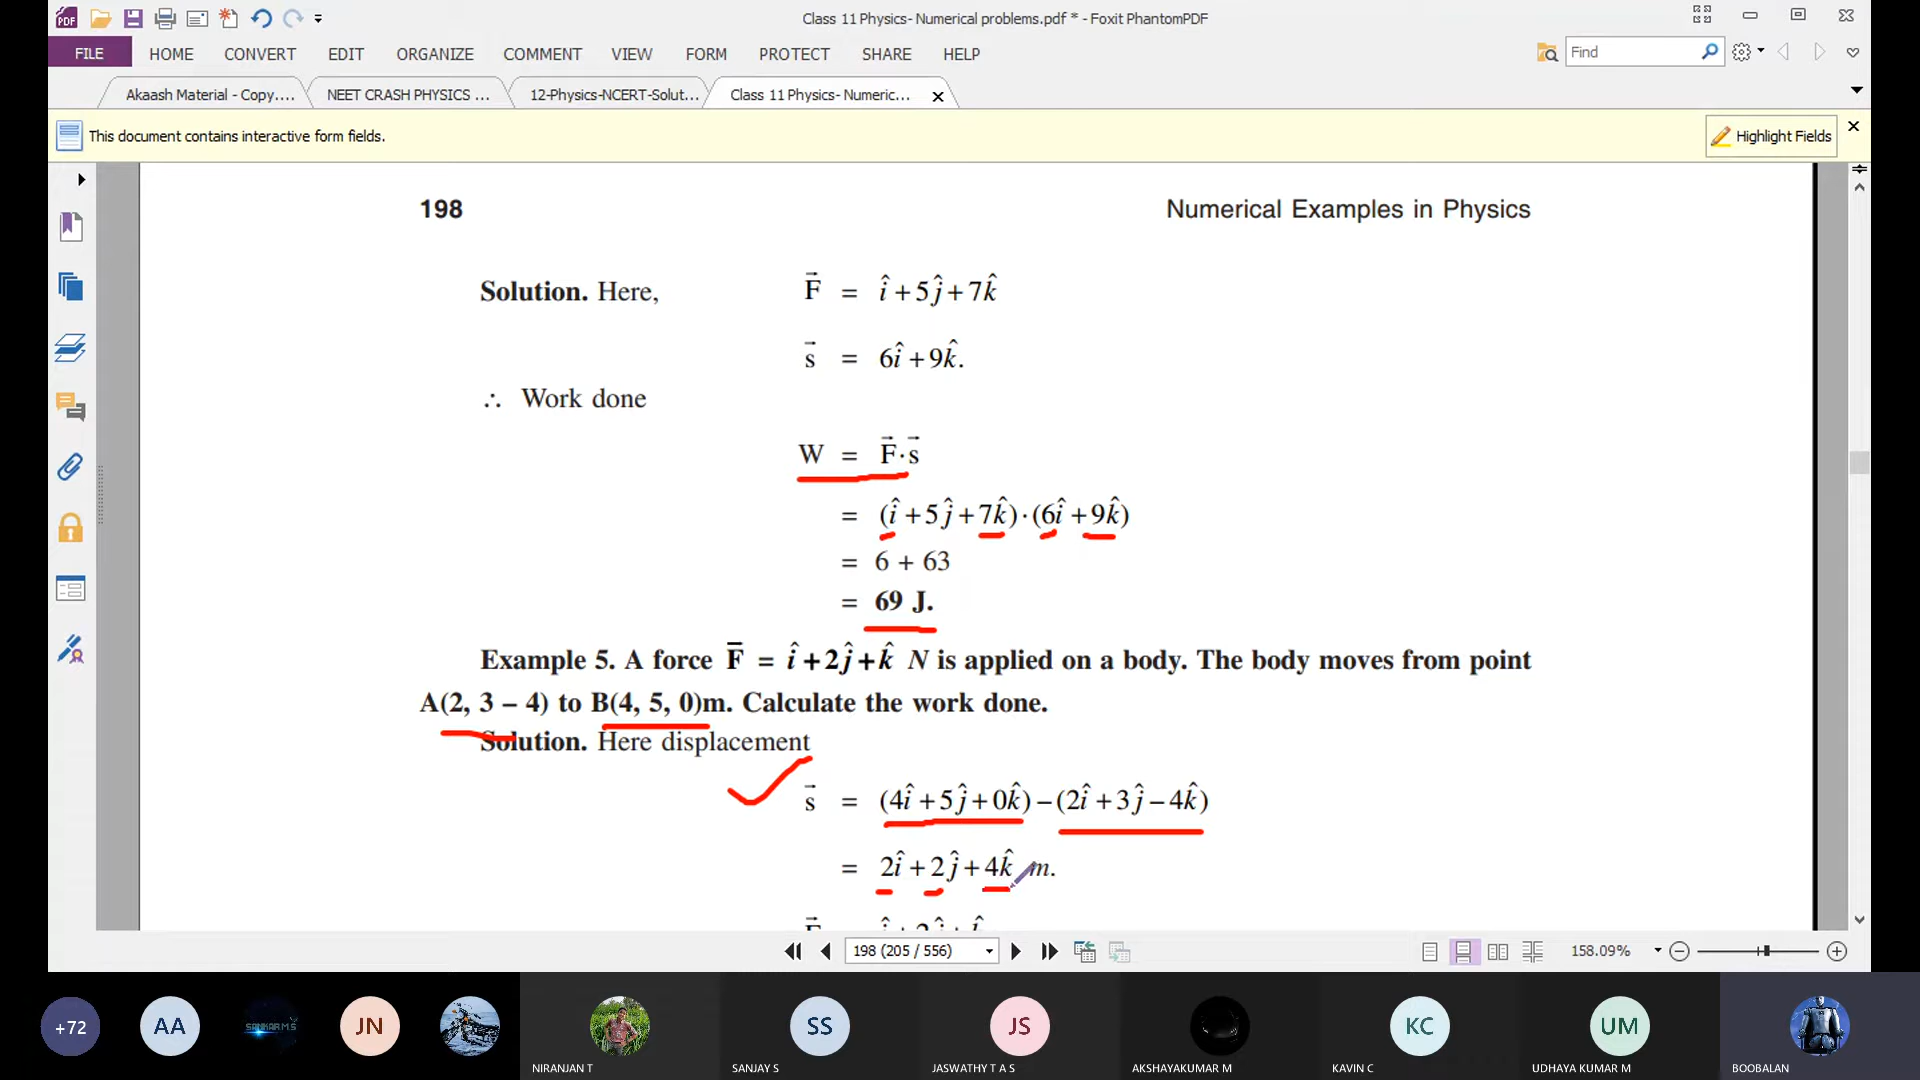 Class 11 Physics- Numerical problems.pdf * - Foxit PhantomPDF
FILE HOME CONVERT EDIT ORGANIZE COMMENT VIEW FORM PROTECT SHARE HELP Find
Akaash Material - Copy.... NEET CRASH PHYSICS ... 12-Physics-NCERT-Solut... Class 11 Physics- Numeric...
This document contains interactive form fields. Highlight Fields
198 Numerical Examples in Physics
Solution. Here, F⃗ = î + 5ĵ + 7k̂
s⃗ = 6î + 9k̂.
∴ Work done
W = F⃗·s⃗
= (î + 5ĵ + 7k̂)·(6î + 9k̂)
= 6 + 63
= 69 J.
Example 5. A force F̄ = î + 2ĵ + k̂ N is applied on a body. The body moves from point
A(2, 3 – 4) to B(4, 5, 0)m. Calculate the work done.
Solution. Here displacement
s⃗ = (4î + 5ĵ + 0k̂) – (2î + 3ĵ – 4k̂)
= 2î + 2ĵ + 4k̂ m.
198 (205 / 556) 158.09%
+72 AA SANKAR M S JN SS JS KC UM
NIRANJAN T SANJAY S JASWATHY T A S AKSHAYAKUMAR M KAVIN C UDHAYA KUMAR M BOOBALAN